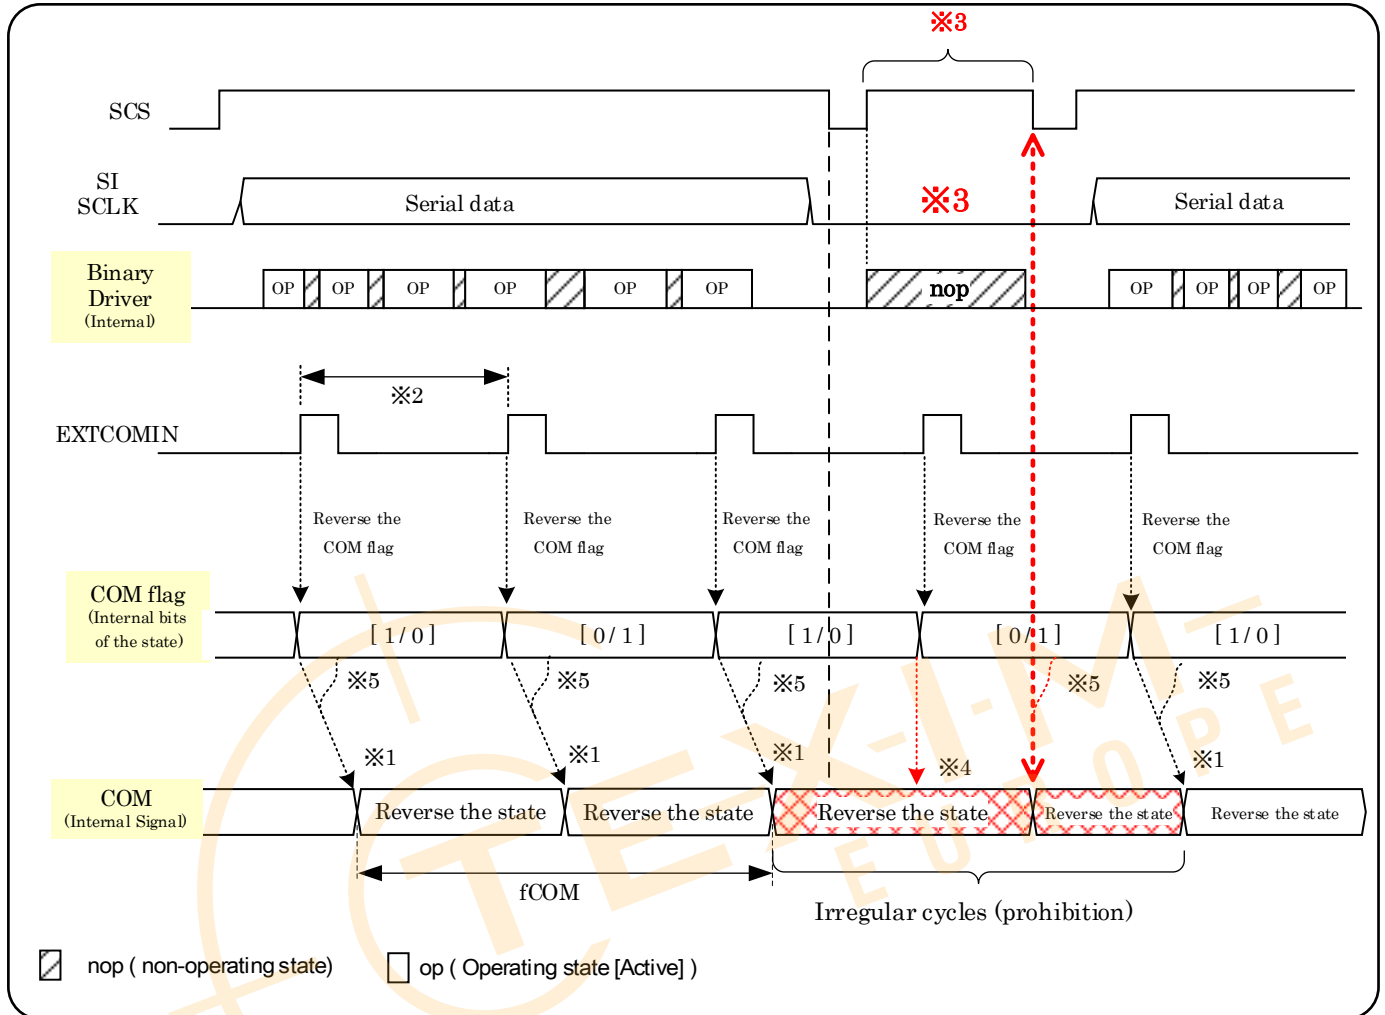 ※3
SCS
SI
SCLK
Serial data
※3
Serial data
Binary
Driver
(Internal)
OP
OP
OP
OP
OP
OP
nop
OP
OP
OP
OP
※2
EXTCOMIN
Reverse the
COM flag
Reverse the
COM flag
Reverse the
COM flag
Reverse the
COM flag
Reverse the
COM flag
COM flag
(Internal bits
of the state)
[ 1/0 ]
[ 0/1 ]
[ 1/0 ]
[ 0/1 ]
[ 1/0 ]
※5
※5
※5
※5
※5
※1
※1
※1
※4
※1
COM
(Internal Signal)
Reverse the state
Reverse the state
Reverse the state
Reverse the state
Reverse the state
fCOM
Irregular cycles (prohibition)
nop ( non-operating state)
op ( Operating state [Active] )
TEX-I-M
EUROPE